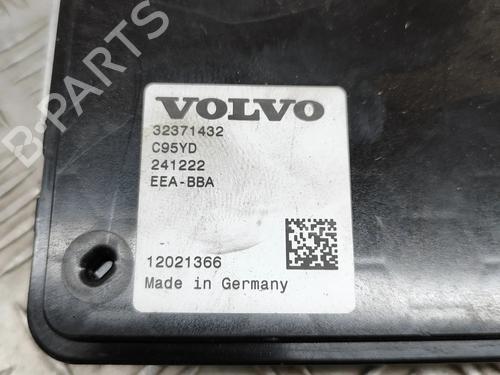 B-PARTS
VOLVO
32371432
C95YD
241222
EEA-BBA
12021366
Made in Germany